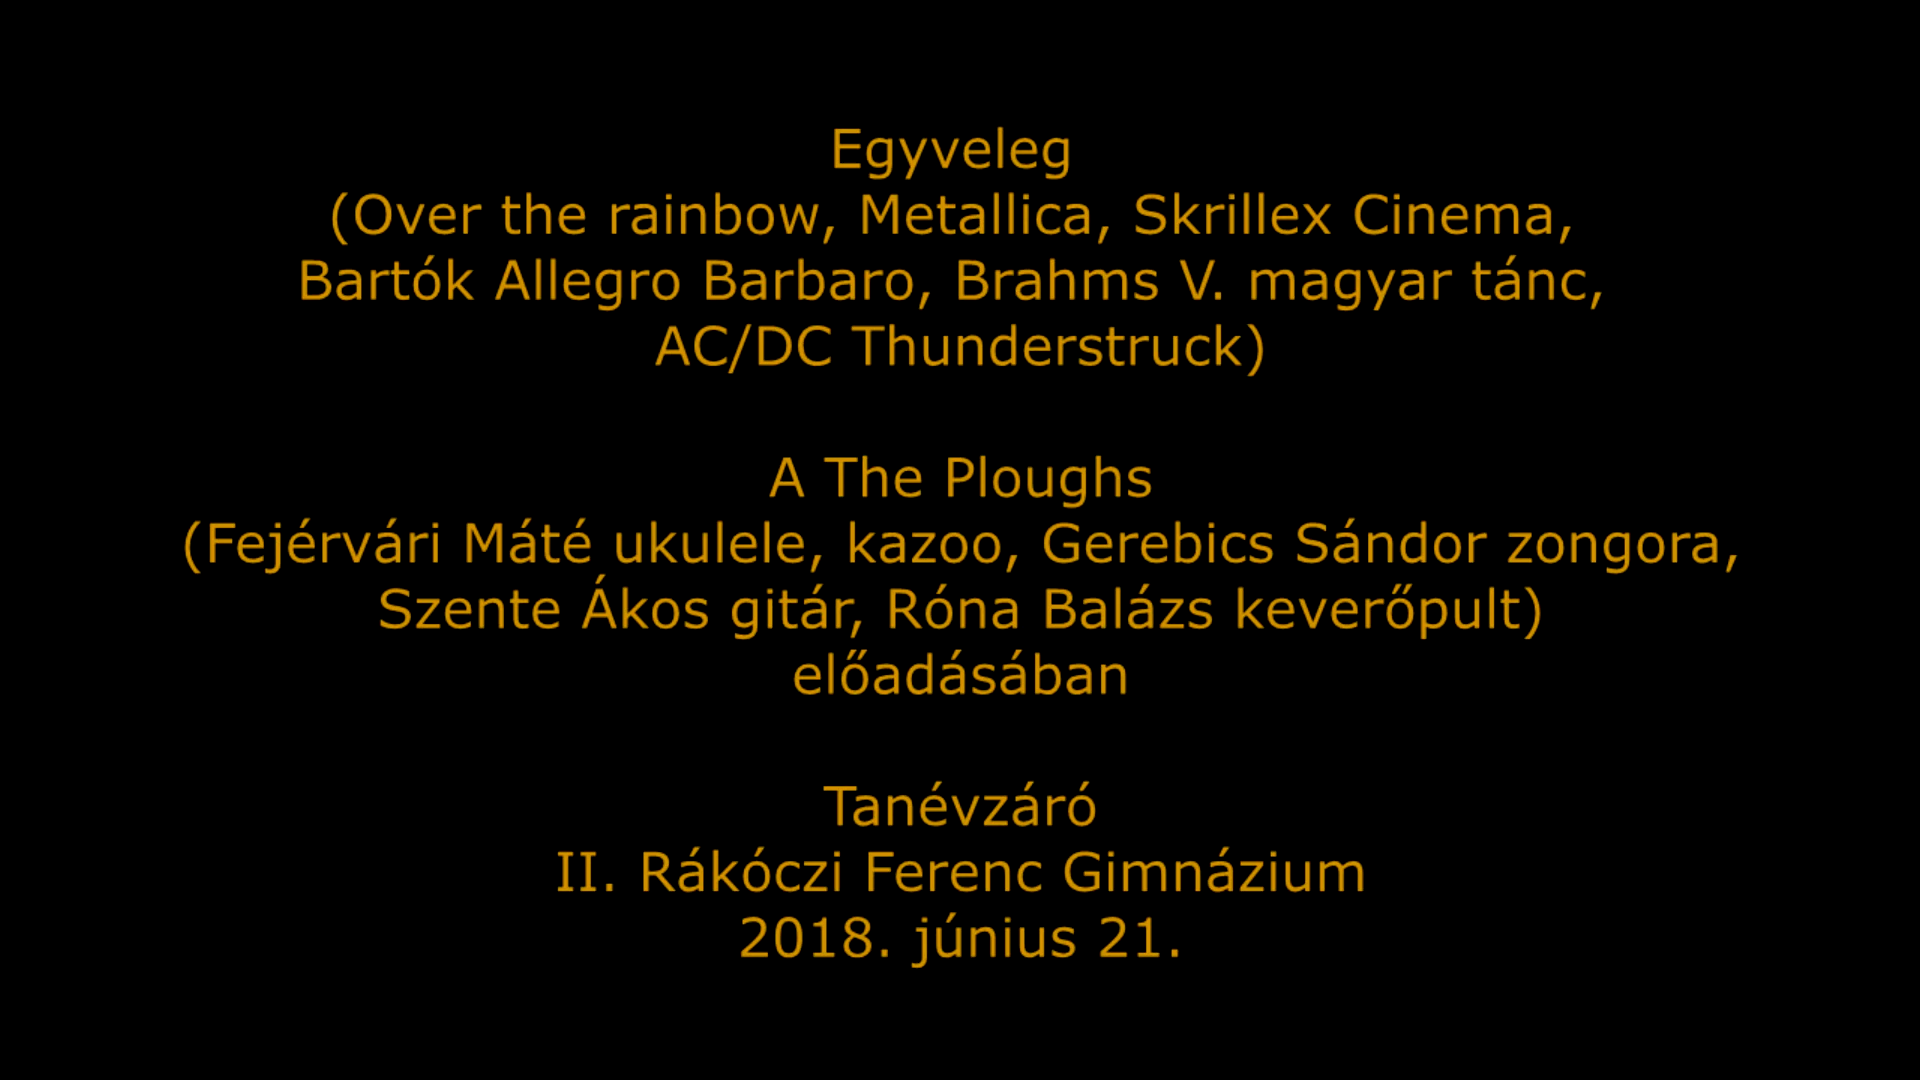 Egyveleg
(Over the rainbow, Metallica, Skrillex Cinema,
Bartók Allegro Barbaro, Brahms V. magyar tánc,
AC/DC Thunderstruck)
A The Ploughs
(Fejérvári Máté ukulele, kazoo, Gerebics Sándor zongora,
Szente Ákos gitár, Róna Balázs keverőpult)
előadásában
Tanévzáró
II. Rákóczi Ferenc Gimnázium
2018. június 21.